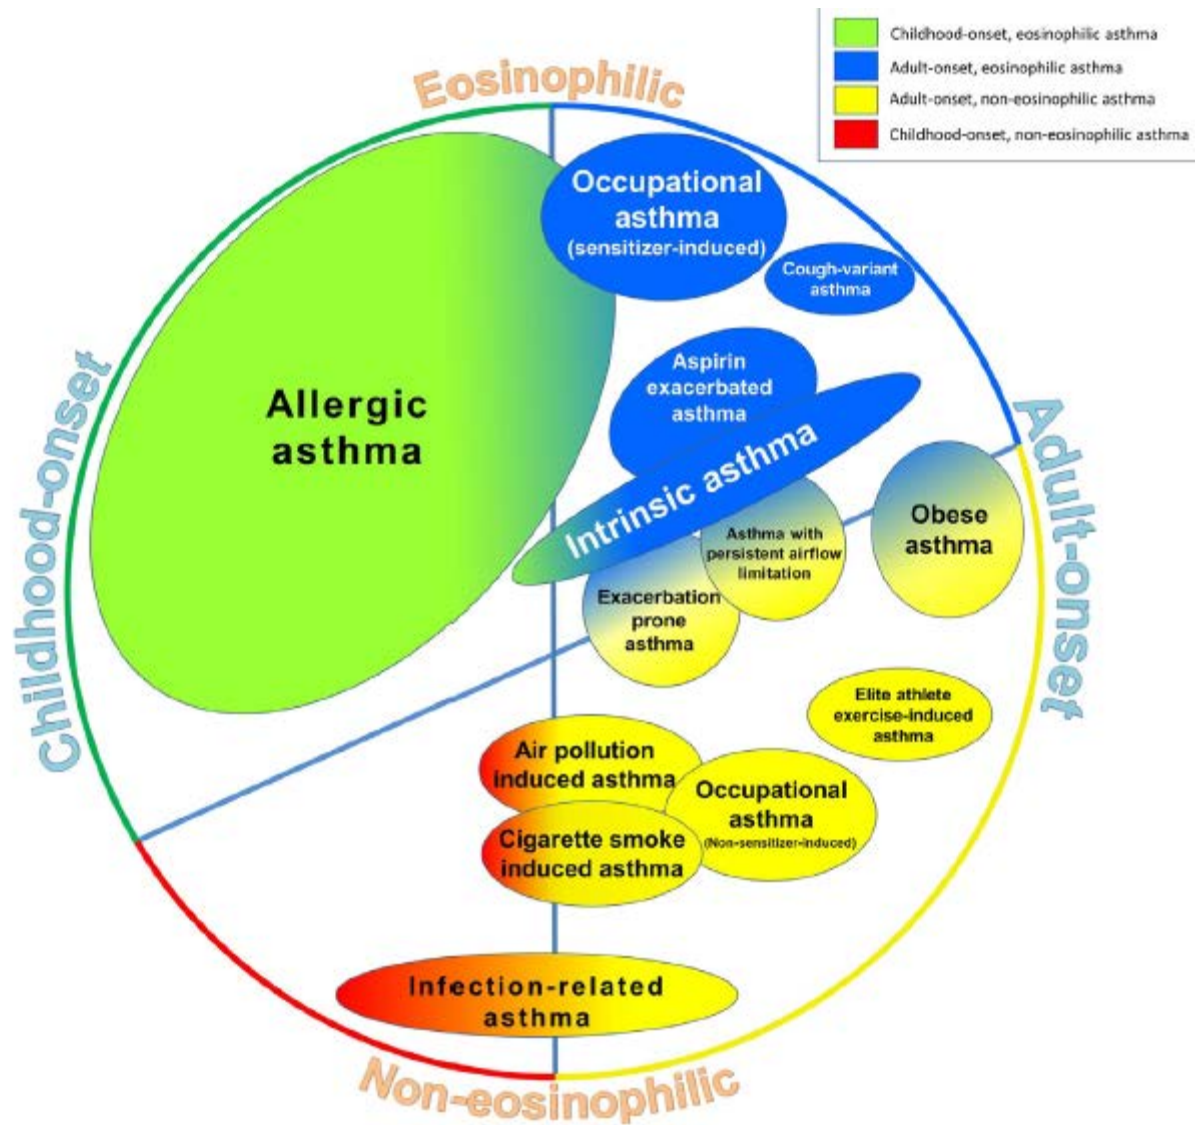 Childhood-onset, eosinophilic asthma
Adult-onset, eosinophilic asthma
Adult-onset, non-eosinophilic asthma
Childhood-onset, non-eosinophilic asthma
Eosinophilic
Childhood-onset
Adult-onset
Non-eosinophilic
Allergic
asthma
Occupational
asthma
(sensitizer-induced)
Cough-variant
asthma
Aspirin
exacerbated
asthma
Intrinsic asthma
Asthma with
persistent airflow
limitation
Obese
asthma
Exacerbation
prone
asthma
Elite athlete
exercise-induced
asthma
Air pollution
induced asthma
Occupational
asthma
(Non-sensitizer-induced)
Cigarette smoke
induced asthma
Infection-related
asthma